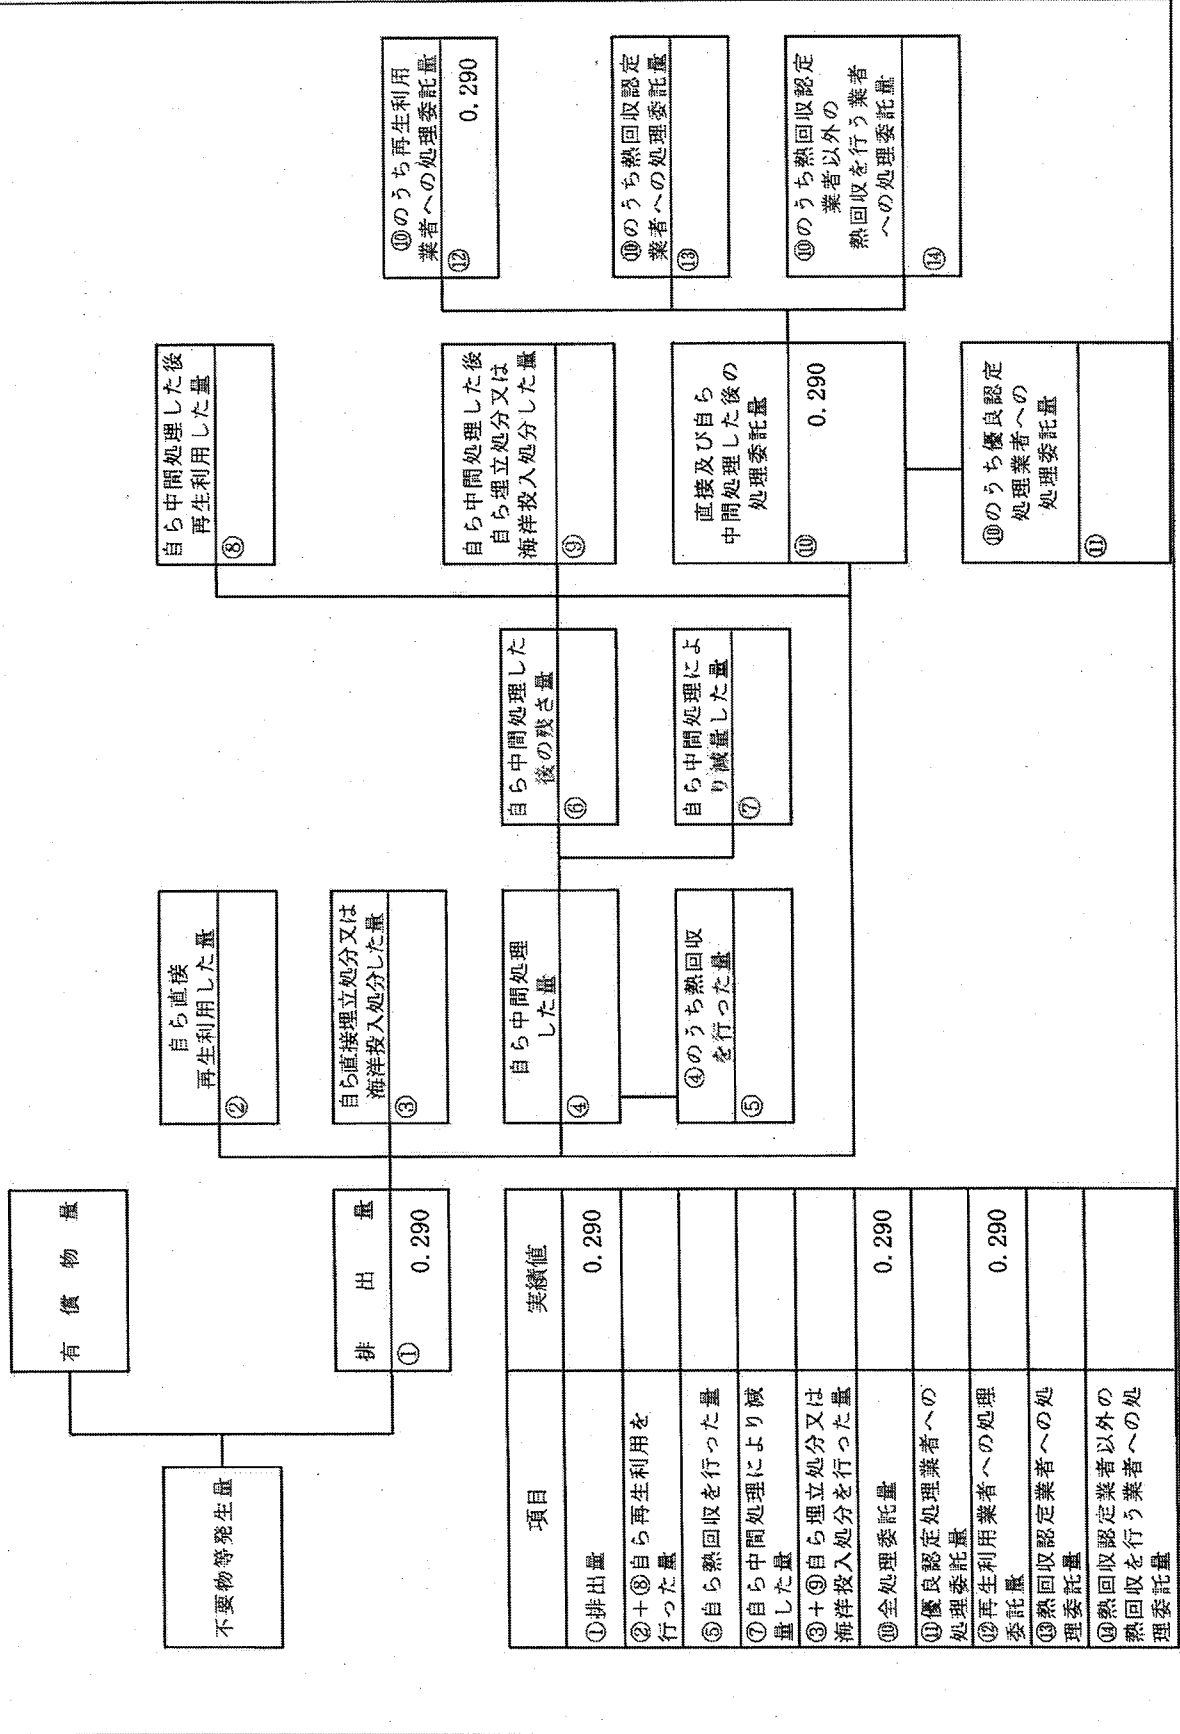 不要物等発生量
有償物量
排出量
① 0.290
自ら直接
再生利用した量
②
自ら直接埋立処分又は
海洋投入処分した量
③
自ら中間処理
した量
④
④のうち熱回収
を行った量
⑤
自ら中間処理した
後の残さ量
⑥
自ら中間処理によ
り減量した量
⑦
自ら中間処理した後
再生利用した量
⑧
自ら中間処理した後
自ら埋立処分又は
海洋投入処分した量
⑨
直接及び自ら
中間処理した後の
処理委託量
⑩ 0.290
⑩のうち優良認定
処理業者への
処理委託量
⑪
⑩のうち再生利用
業者への処理委託量
⑫ 0.290
⑩のうち熱回収認定
業者への処理委託量
⑬
⑩のうち熱回収認定
業者以外の
熱回収を行う業者
への処理委託量
⑭
項目 実績値
①排出量 0.290
②+⑧自ら再生利用を
行った量
⑤自ら熱回収を行った量
⑦自ら中間処理により減
量した量
③+⑨自ら埋立処分又は
海洋投入処分を行った量
⑩全処理委託量 0.290
⑪優良認定処理業者への
処理委託量
⑫再生利用業者への処理
委託量 0.290
⑬熱回収認定業者への処
理委託量
⑭熱回収認定業者以外の
熱回収を行う業者への処
理委託量